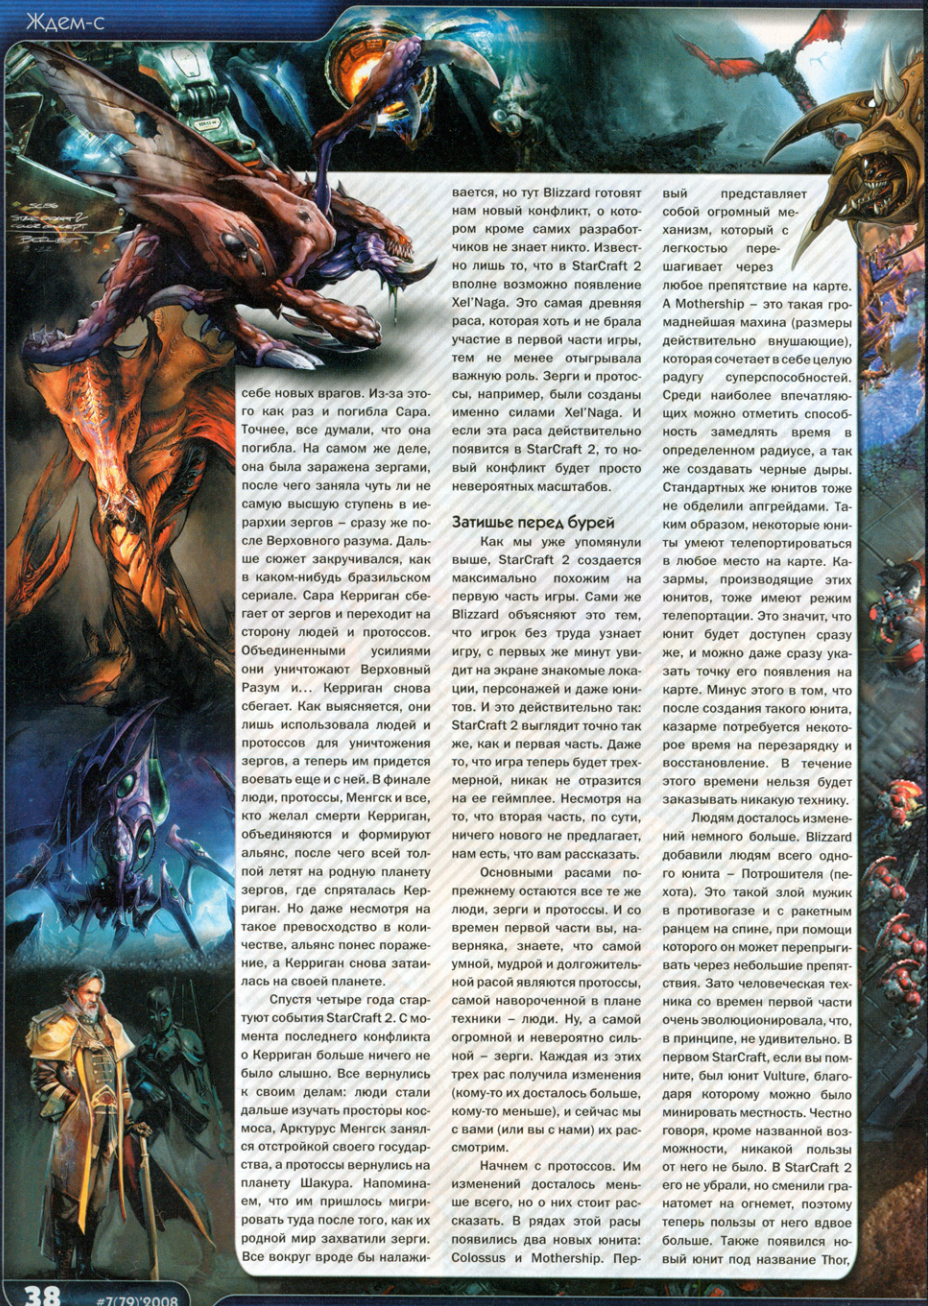 Ждем-с
себе новых врагов. Из-за это-
го как раз и погибла Сара.
Точнее, все думали, что она
погибла. На самом же деле,
она была заражена зергами,
после чего заняла чуть ли не
самую высшую ступень в ие-
рархии зергов – сразу же по-
сле Верховного разума. Даль-
ше сюжет закручивался, как
в каком-нибудь бразильском
сериале. Сара Керриган сбе-
гает от зергов и переходит на
сторону людей и протоссов.
Объединенными усилиями
они уничтожают Верховный
Разум и... Керриган снова
сбегает. Как выясняется, они
лишь использовала людей и
протоссов для уничтожения
зергов, а теперь им придется
воевать еще и с ней. В финале
люди, протоссы, Менгск и все,
кто желал смерти Керриган,
объединяются и формируют
альянс, после чего всей тол-
пой летят на родную планету
зергов, где спряталась Кер-
риган. Но даже несмотря на
такое превосходство в коли-
честве, альянс понес пораже-
ние, а Керриган снова затаи-
лась на своей планете.
Спустя четыре года стар-
туют события StarCraft 2. С мо-
мента последнего конфликта
о Керриган больше ничего не
было слышно. Все вернулись
к своим делам: люди стали
дальше изучать просторы кос-
моса, Арктурус Менгск занял-
ся отстройкой своего государ-
ства, а протоссы вернулись на
планету Шакура. Напомина-
ем, что им пришлось мигри-
ровать туда после того, как их
родной мир захватили зерги.
Все вокруг вроде бы налажи-
вается, но тут Blizzard готовят
нам новый конфликт, о кото-
ром кроме самих разработ-
чиков не знает никто. Извест-
но лишь то, что в StarCraft 2
вполне возможно появление
Xel'Naga. Это самая древняя
раса, которая хоть и не брала
участие в первой части игры,
тем не менее отыгрывала
важную роль. Зерги и протос-
сы, например, были созданы
именно силами Xel'Naga. И
если эта раса действительно
появится в StarCraft 2, то но-
вый конфликт будет просто
невероятных масштабов.
Затишье перед бурей
Как мы уже упомянули
выше, StarCraft 2 создается
максимально похожим на
первую часть игры. Сами же
Blizzard объясняют это тем,
что игрок без труда узнает
игру, с первых же минут уви-
дит на экране знакомые лока-
ции, персонажей и даже юни-
тов. И это действительно так:
StarCraft 2 выглядит точно так
же, как и первая часть. Даже
то, что игра теперь будет трех-
мерной, никак не отразится
на ее геймплее. Несмотря на
то, что вторая часть, по сути,
ничего нового не предлагает,
нам есть, что вам рассказать.
Основными расами по-
прежнему остаются все те же
люди, зерги и протоссы. И со
времен первой части вы, на-
верняка, знаете, что самой
умной, мудрой и долгожитель-
ной расой являются протоссы,
самой навороченной в плане
техники – люди. Ну, а самой
огромной и невероятно силь-
ной – зерги. Каждая из этих
трех рас получила изменения
(кому-то их досталось больше,
кому-то меньше), и сейчас мы
с вами (или вы с нами) их рас-
смотрим.
Начнем с протоссов. Им
изменений досталось мень-
ше всего, но о них стоит рас-
сказать. В рядах этой расы
появились два новых юнита:
Colossus и Mothership. Пер-
вый представляет
собой огромный ме-
ханизм, который с
легкостью пере-
шагивает через
любое препятствие на карте.
А Mothership – это такая гро-
маднейшая махина (размеры
действительно внушающие),
которая сочетает в себе целую
радугу суперспособностей.
Среди наиболее впечатляю-
щих можно отметить способ-
ность замедлять время в
определенном радиусе, а так
же создавать черные дыры.
Стандартных же юнитов тоже
не обделили апгрейдами. Та-
ким образом, некоторые юни-
ты умеют телепортироваться
в любое место на карте. Ка-
зармы, производящие этих
юнитов, тоже имеют режим
телепортации. Это значит, что
юнит будет доступен сразу
же, и можно даже сразу ука-
зать точку его появления на
карте. Минус этого в том, что
после создания такого юнита,
казарме потребуется некото-
рое время на перезарядку и
восстановление. В течение
этого времени нельзя будет
заказывать никакую технику.
Людям досталось измене-
ний немного больше. Blizzard
добавили людям всего одно-
го юнита – Потрошителя (пе-
хота). Это такой злой мужик
в противогазе и с ракетным
ранцем на спине, при помощи
которого он может перепрыги-
вать через небольшие препят-
ствия. Зато человеческая тех-
ника со времен первой части
очень эволюционировала, что,
в принципе, не удивительно. В
первом StarCraft, если вы пом-
ните, был юнит Vulture, благо-
даря которому можно было
минировать местность. Честно
говоря, кроме названной воз-
можности, никакой пользы
от него не было. В StarCraft 2
его не убрали, но сменили гра-
натомет на огнемет, поэтому
теперь пользы от него вдвое
больше. Также появился но-
вый юнит под название Thor,
38
#7(79)'2008